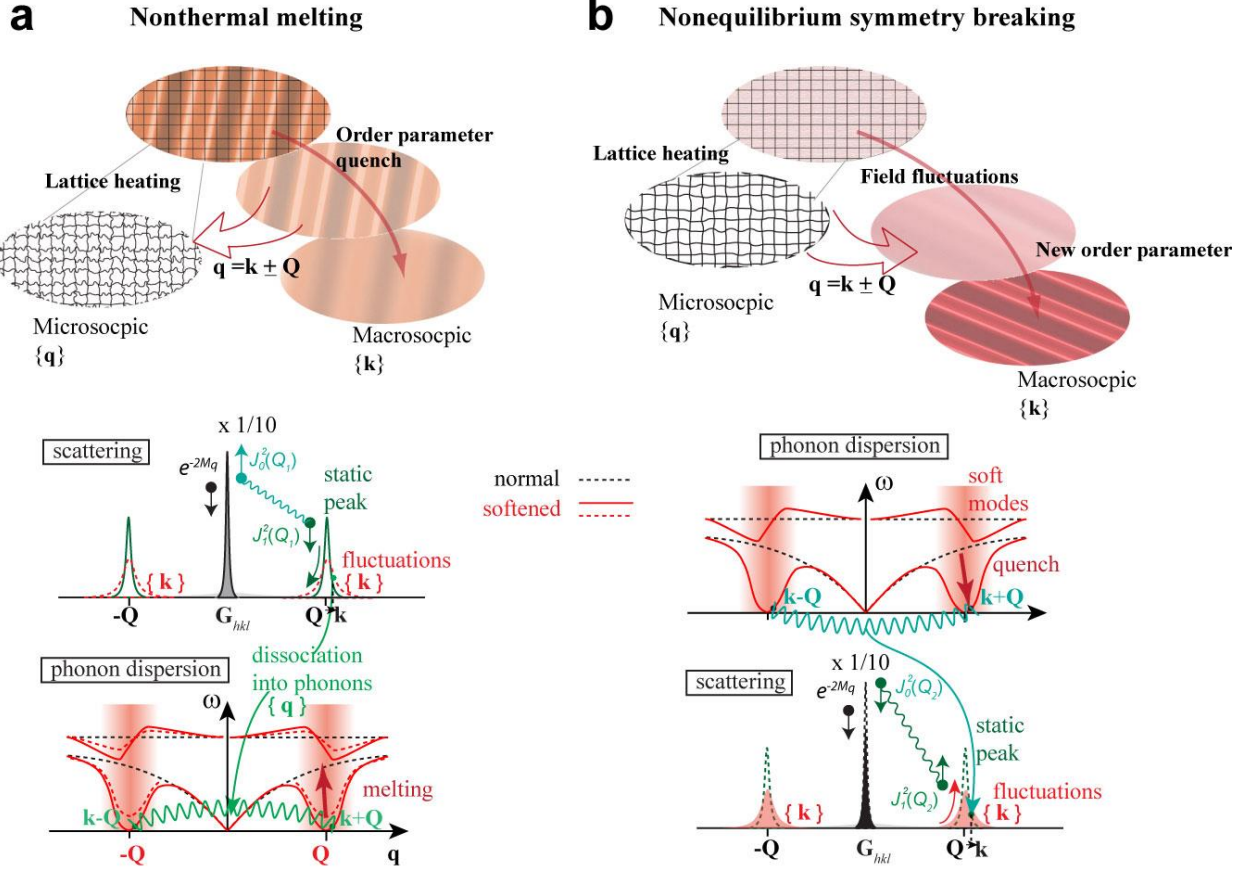 a
Nonthermal melting
Order parameter
quench
Lattice heating
q =k ± Q
Microsocpic
{q}
Macrosocpic
{k}
x 1/10
scattering
e^-2Mq
J₀²(Q₁)
static
peak
J₁²(Q₁)
fluctuations
{ k }
{ k }
-Q
G_hkl
Q
k
dissociation
into phonons
{ q }
phonon dispersion
ω
melting
k-Q
k+Q
-Q
Q
q
normal
softened
b
Nonequilibrium symmetry breaking
Lattice heating
Field fluctuations
New order parameter
q =k ± Q
Microsocpic
{q}
Macrosocpic
{k}
phonon dispersion
ω
soft
modes
quench
k-Q
k+Q
x 1/10
scattering
e^-2Mq
J₀²(Q₂)
static
peak
J₁²(Q₂)
fluctuations
{ k }
{ k }
-Q
G_hkl
Q
k